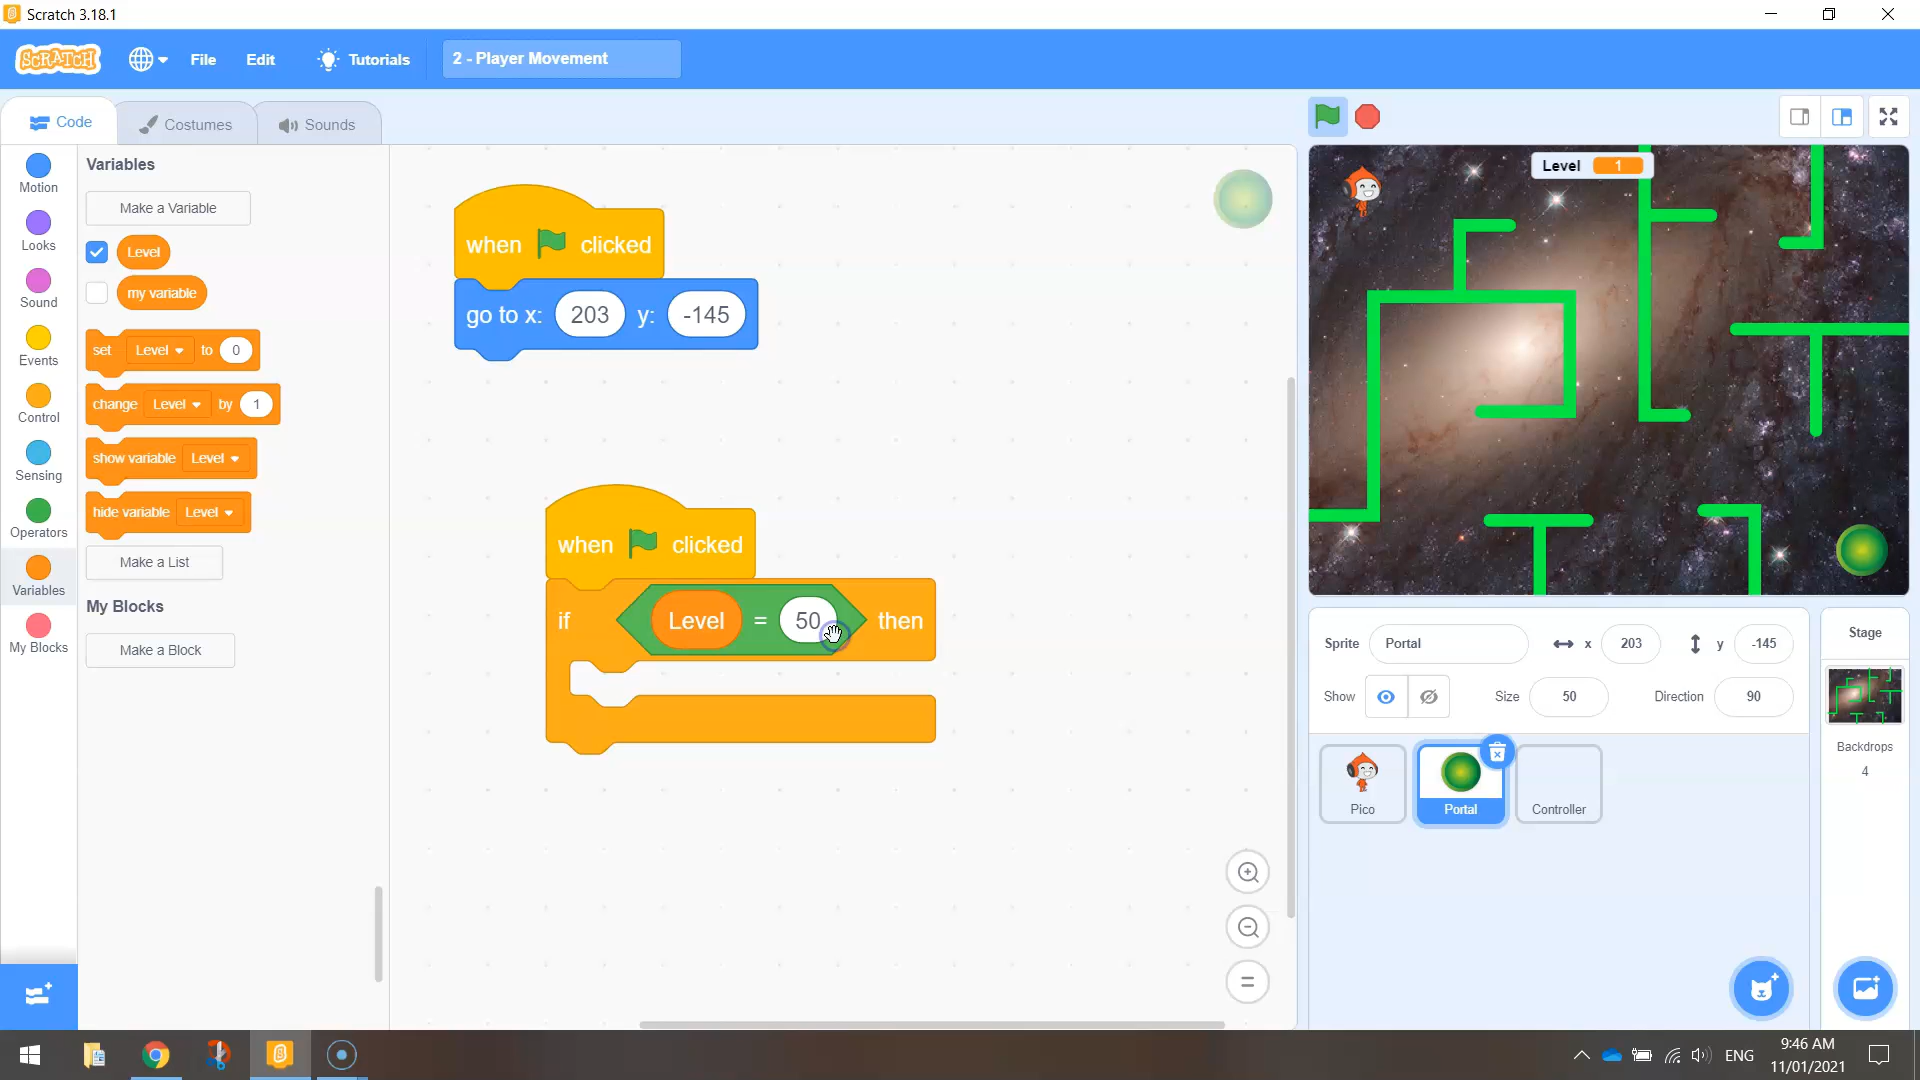 Scratch 3.18.1
SCRATCH
File
Edit
Tutorials
2 - Player Movement
Code
Costumes
Sounds
Motion
Looks
Sound
Events
Control
Sensing
Operators
Variables
My Blocks
Variables
Make a Variable
Level
my variable
set Level to 0
change Level by 1
show variable Level
hide variable Level
Make a List
My Blocks
Make a Block
when clicked
go to x: 203 y: -145
when clicked
if Level = 50 then
Level 1
Sprite Portal x 203 y -145
Show Size 50 Direction 90
Pico
Portal
Controller
Stage
Backdrops
4
ENG
9:46 AM
11/01/2021